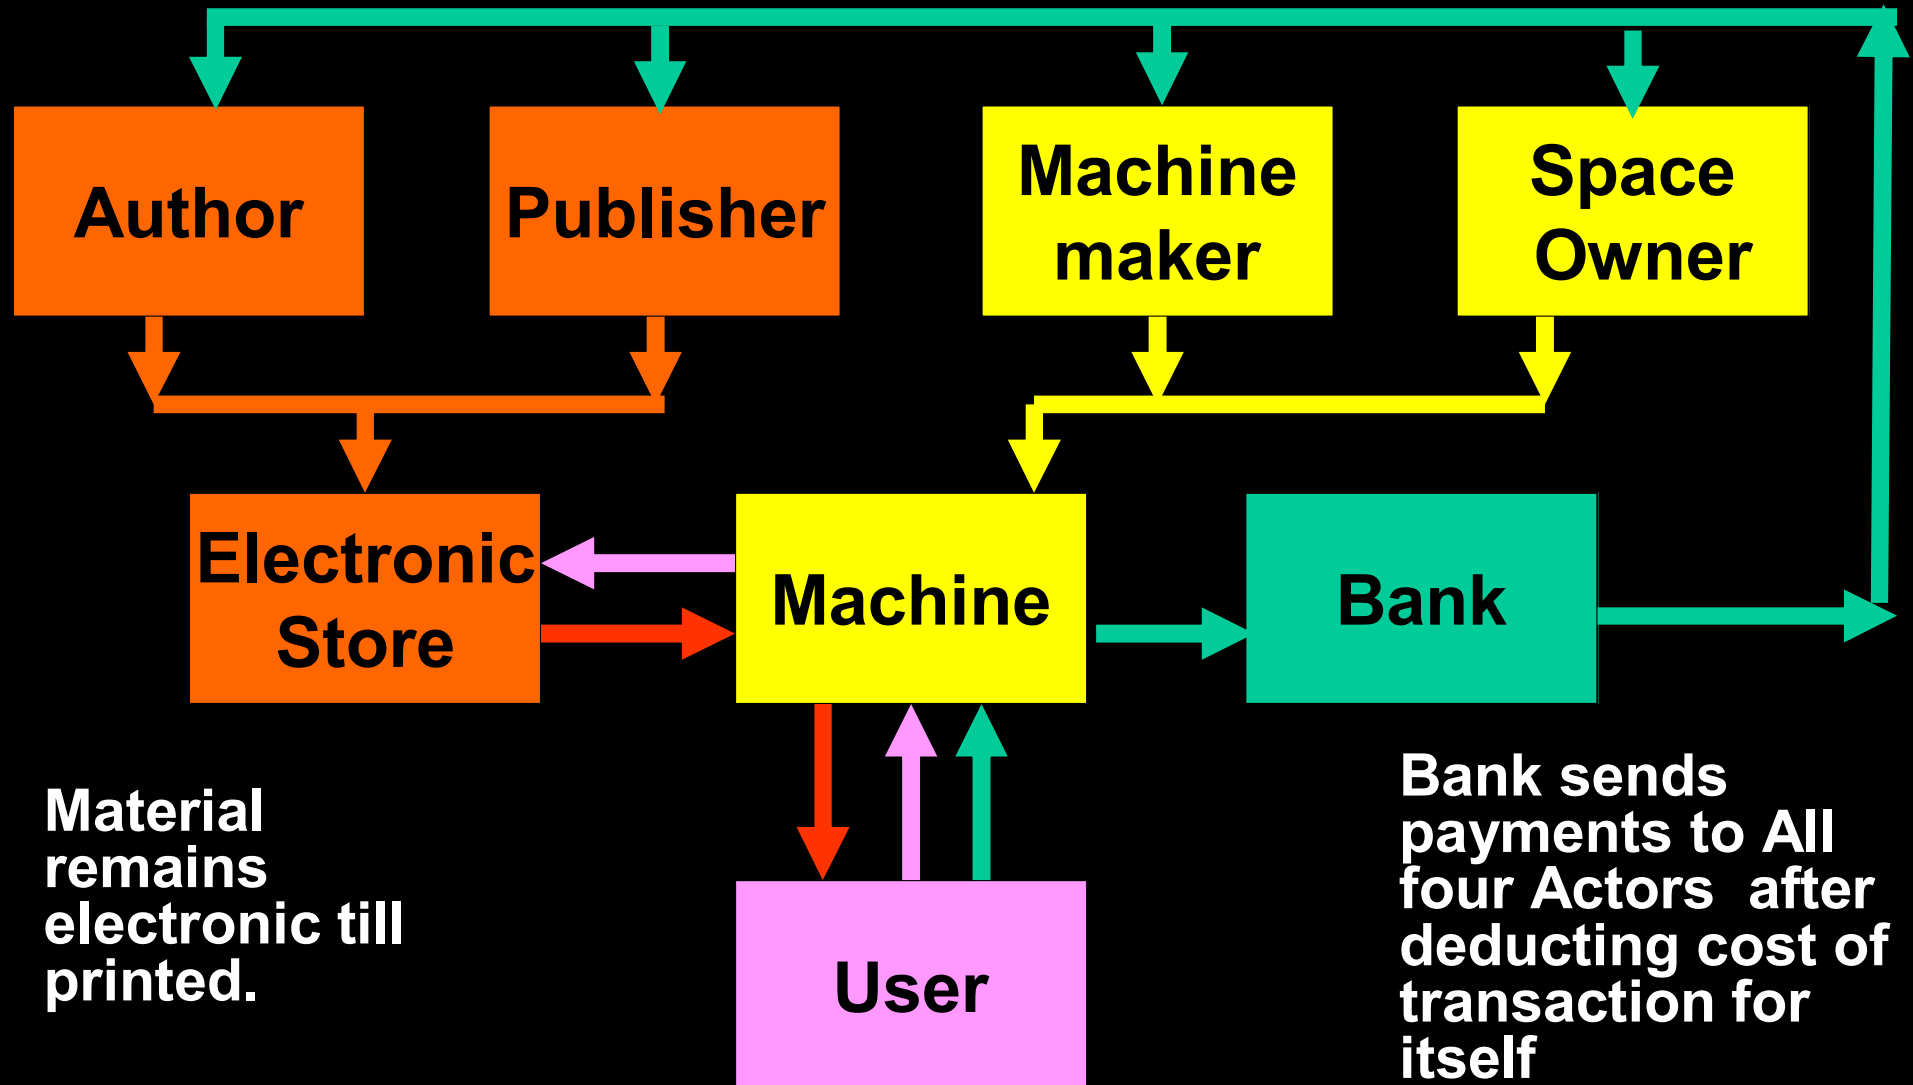 Author
Publisher
Machine
maker
Space
Owner
Electronic
Store
Machine
Bank
Material
remains
electronic till
printed.
User
Bank sends
payments to All
four Actors  after
deducting cost of
transaction for
itself